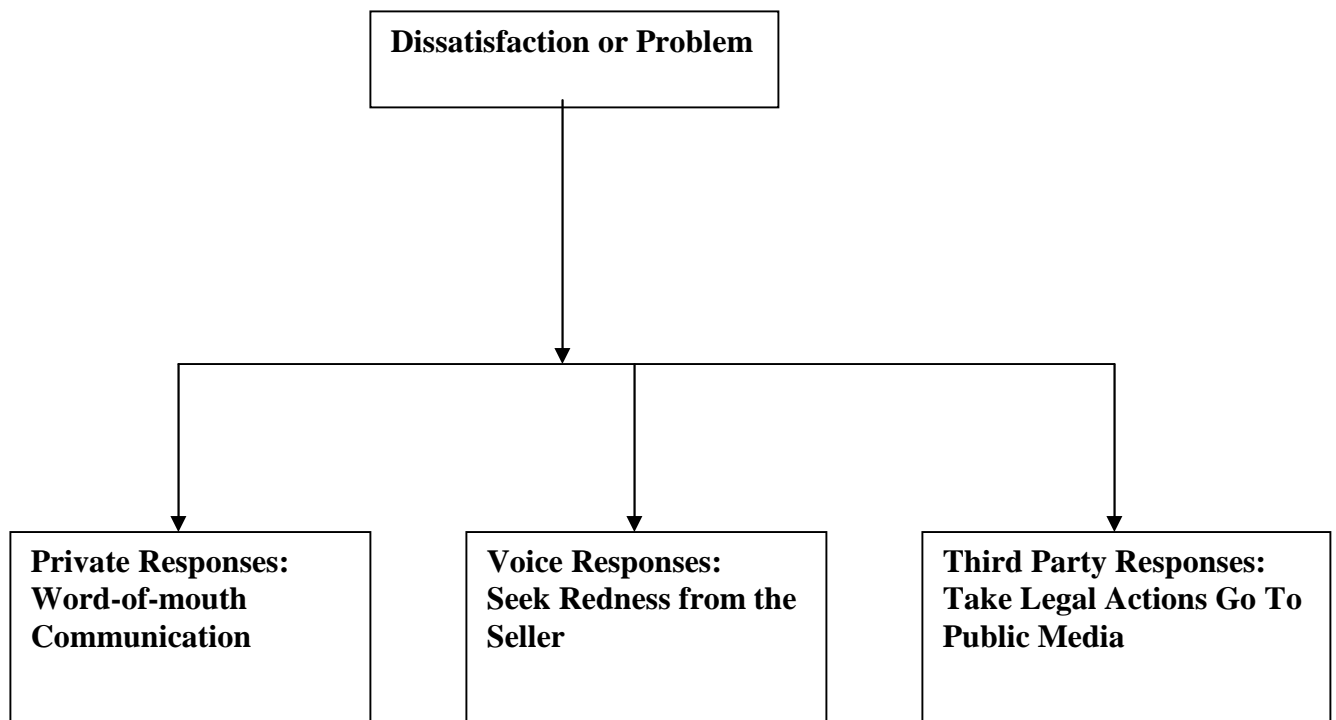 Dissatisfaction or Problem
Private Responses:
Word-of-mouth
Communication
Voice Responses:
Seek Redness from the
Seller
Third Party Responses:
Take Legal Actions Go To
Public Media